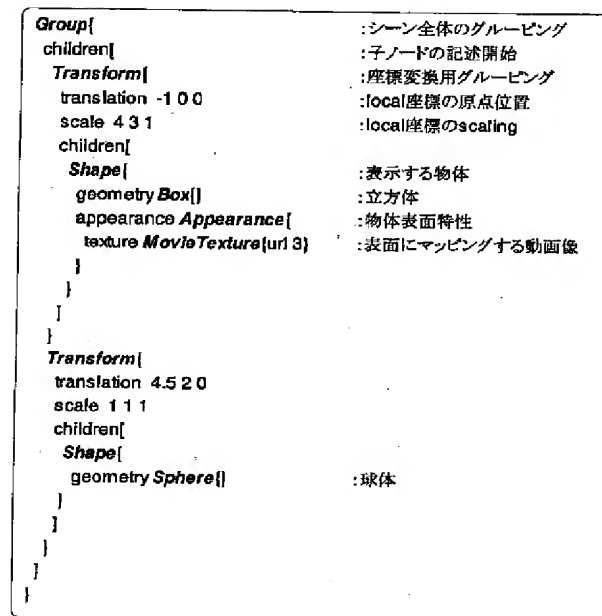 Group{ :シーン全体のグルーピング
children[ :子ノードの記述開始
Transform{ :座標変換用グルーピング
translation -1 0 0 :local座標の原点位置
scale 4 3 1 :local座標のscaling
children[
Shape{ :表示する物体
geometry Box{} :立方体
appearance Appearance{ :物体表面特性
texture MovieTexture{url 3} :表面にマッピングする動画像
}
}
]
}
Transform{
translation 4.5 2 0
scale 1 1 1
children[
Shape{
geometry Sphere{} :球体
}
]
}
]
}